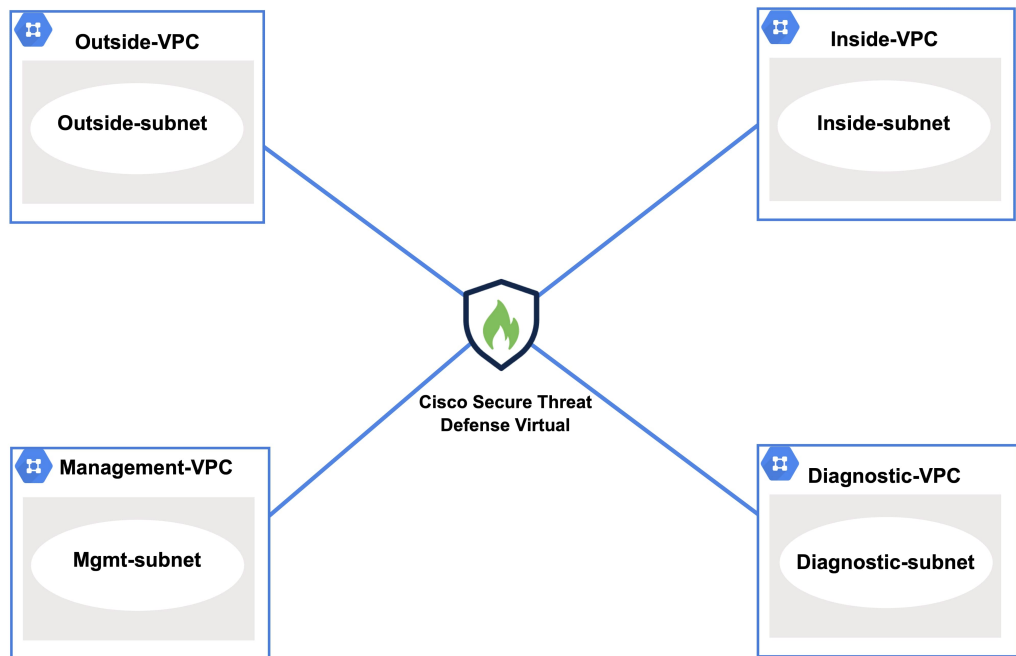 Outside-VPC
Outside-subnet
Inside-VPC
Inside-subnet
Cisco Secure Threat
Defense Virtual
Management-VPC
Mgmt-subnet
Diagnostic-VPC
Diagnostic-subnet